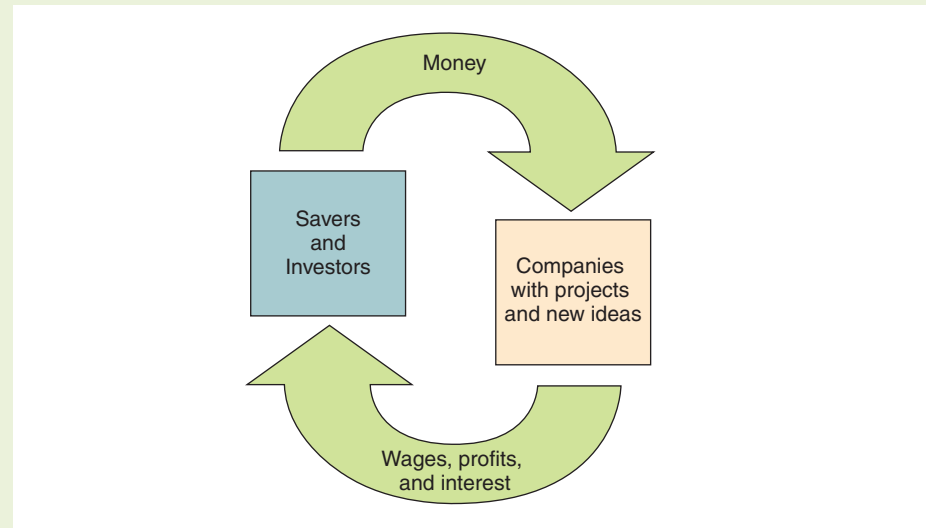 Money
Savers
and
Investors
Companies
with projects
and new ideas
Wages, profits,
and interest